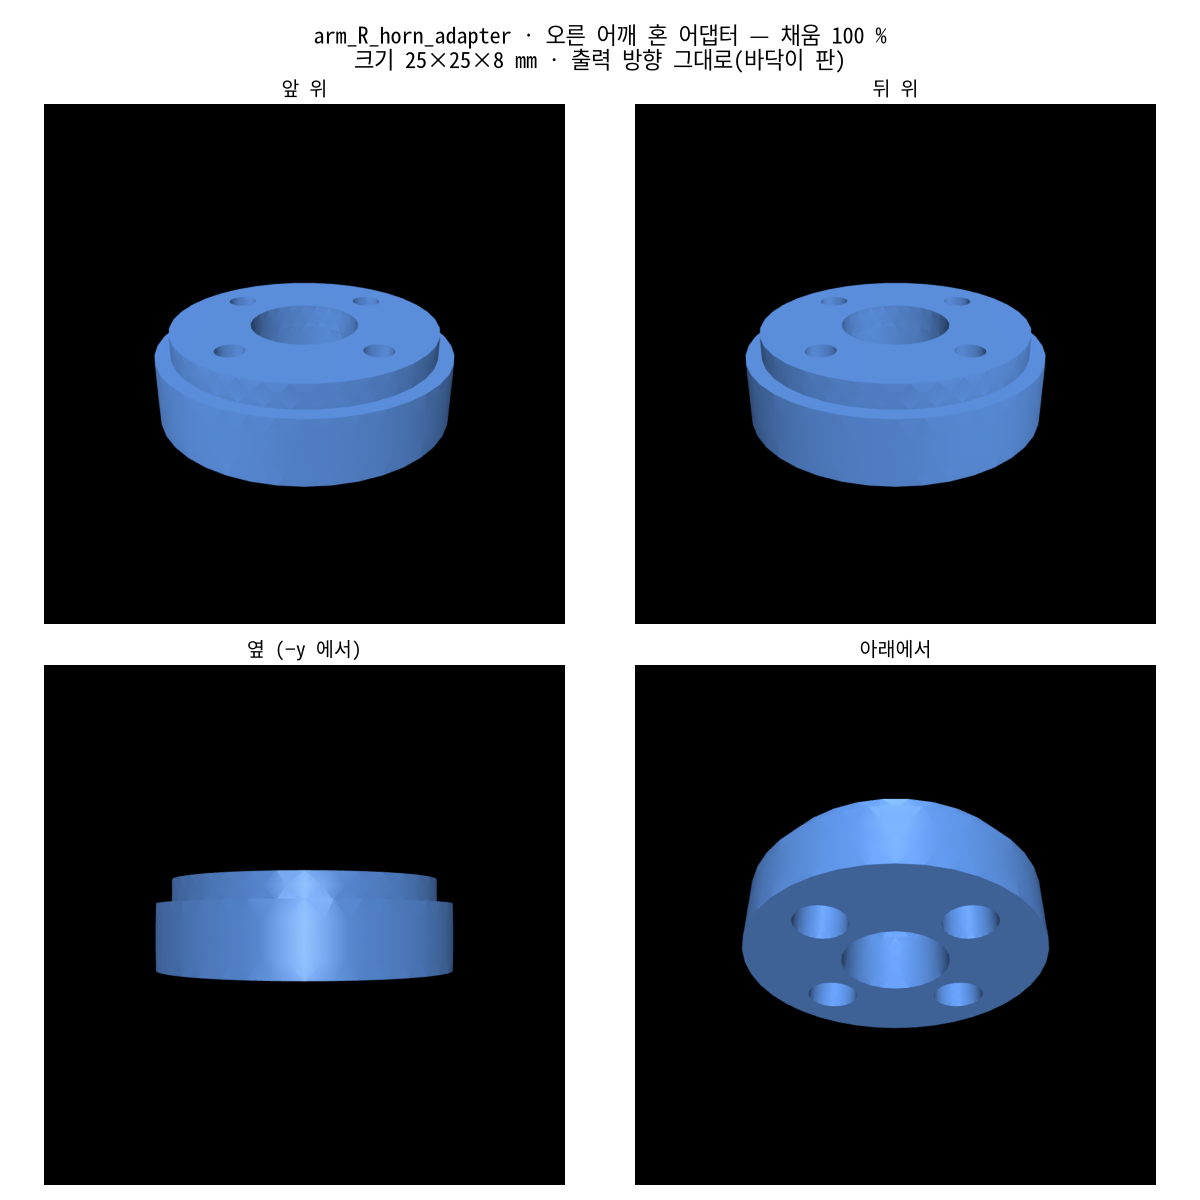 arm_R_horn_adapter · 오른 어깨 혼 어댑터 — 채움 100 %
크기 25×25×8 mm · 출력 방향 그대로(바닥이 판)
앞 위
뒤 위
옆 (−y 에서)
아래에서